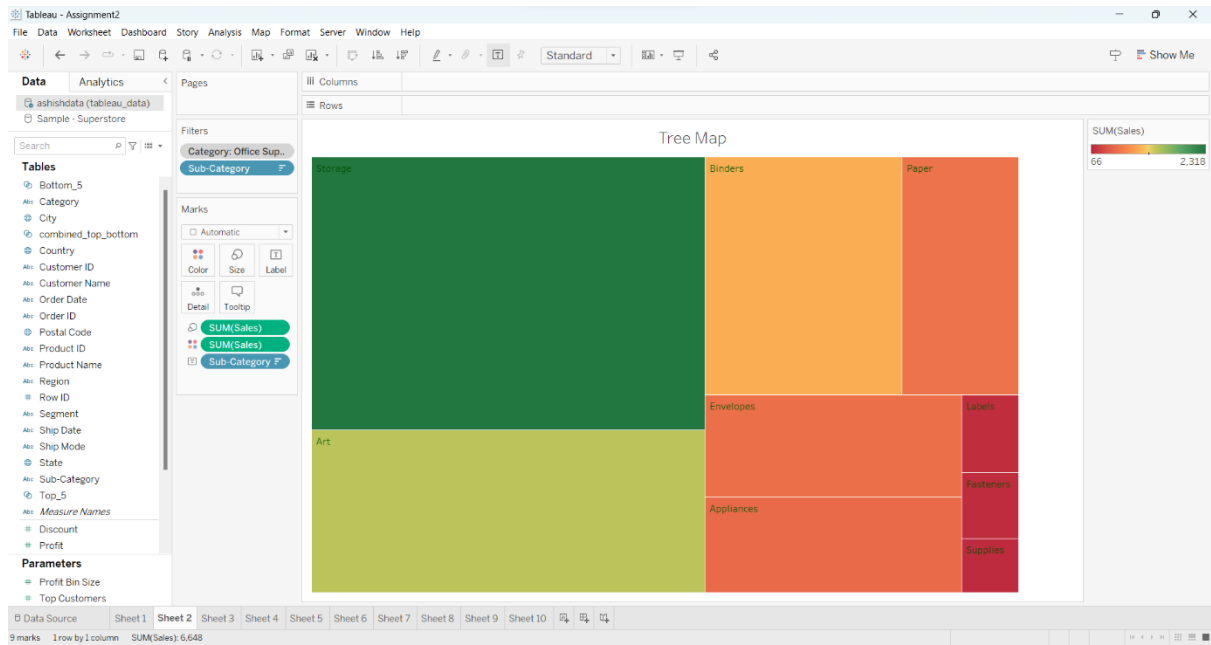 Tableau - Assignment2
File Data Worksheet Dashboard Story Analysis Map Format Server Window Help
Standard
Show Me
Data Analytics
ashishdata (tableau_data)
Sample - Superstore
Search
Tables
Bottom_5
Category
City
combined_top_bottom
Country
Customer ID
Customer Name
Order Date
Order ID
Postal Code
Product ID
Product Name
Region
Row ID
Segment
Ship Date
Ship Mode
State
Sub-Category
Top_5
Measure Names
Discount
Profit
Parameters
Profit Bin Size
Top Customers
Pages
Filters
Category: Office Sup..
Sub-Category
Marks
Automatic
Color Size Label
Detail Tooltip
SUM(Sales)
SUM(Sales)
Sub-Category
Columns
Rows
Tree Map
Storage
Binders
Paper
Art
Envelopes
Labels
Fasteners
Appliances
Supplies
SUM(Sales)
66 2,318
Data Source Sheet 1 Sheet 2 Sheet 3 Sheet 4 Sheet 5 Sheet 6 Sheet 7 Sheet 8 Sheet 9 Sheet 10
9 marks 1 row by 1 column SUM(Sales): 6,648